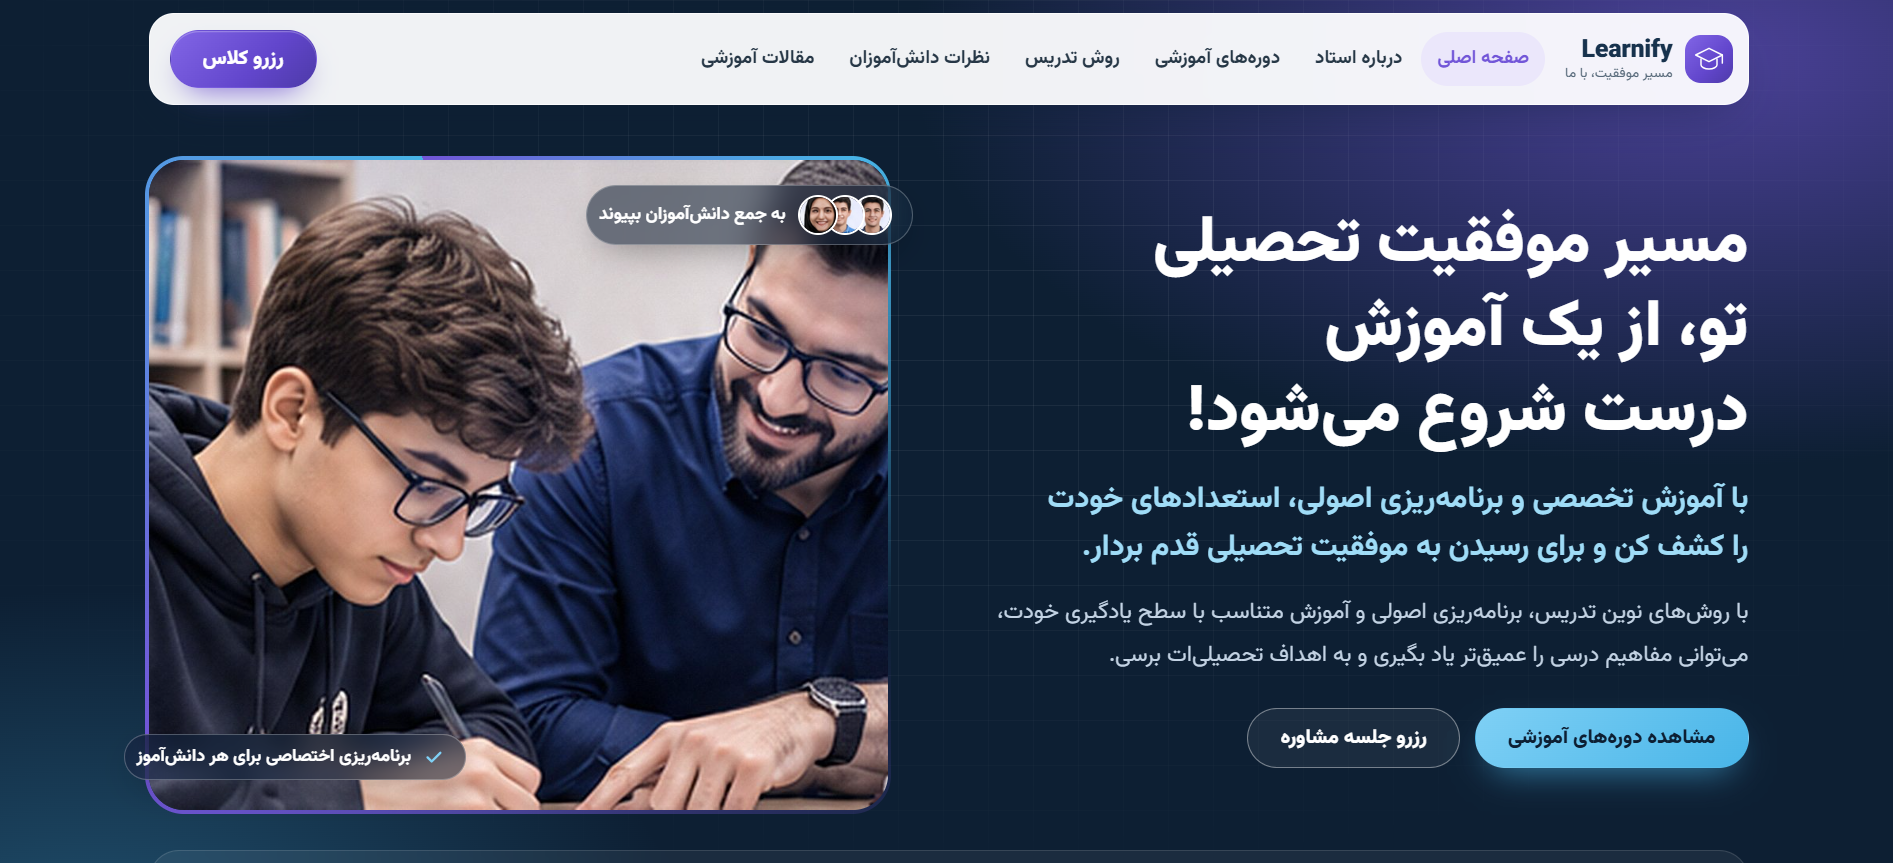 Learnify
مسیر موفقیت، با ما
صفحه اصلی
درباره استاد
دوره‌های آموزشی
روش تدریس
نظرات دانش‌آموزان
مقالات آموزشی
رزرو کلاس
مسیر موفقیت تحصیلی
تو، از یک آموزش
درست شروع می‌شود!
با آموزش تخصصی و برنامه‌ریزی اصولی، استعدادهای خودت
را کشف کن و برای رسیدن به موفقیت تحصیلی قدم بردار.
با روش‌های نوین تدریس، برنامه‌ریزی اصولی و آموزش متناسب با سطح یادگیری خودت،
می‌توانی مفاهیم درسی را عمیق‌تر یاد بگیری و به اهداف تحصیلی‌ات برسی.
مشاهده دوره‌های آموزشی
رزرو جلسه مشاوره
به جمع دانش‌آموزان بپیوند
برنامه‌ریزی اختصاصی برای هر دانش‌آموز